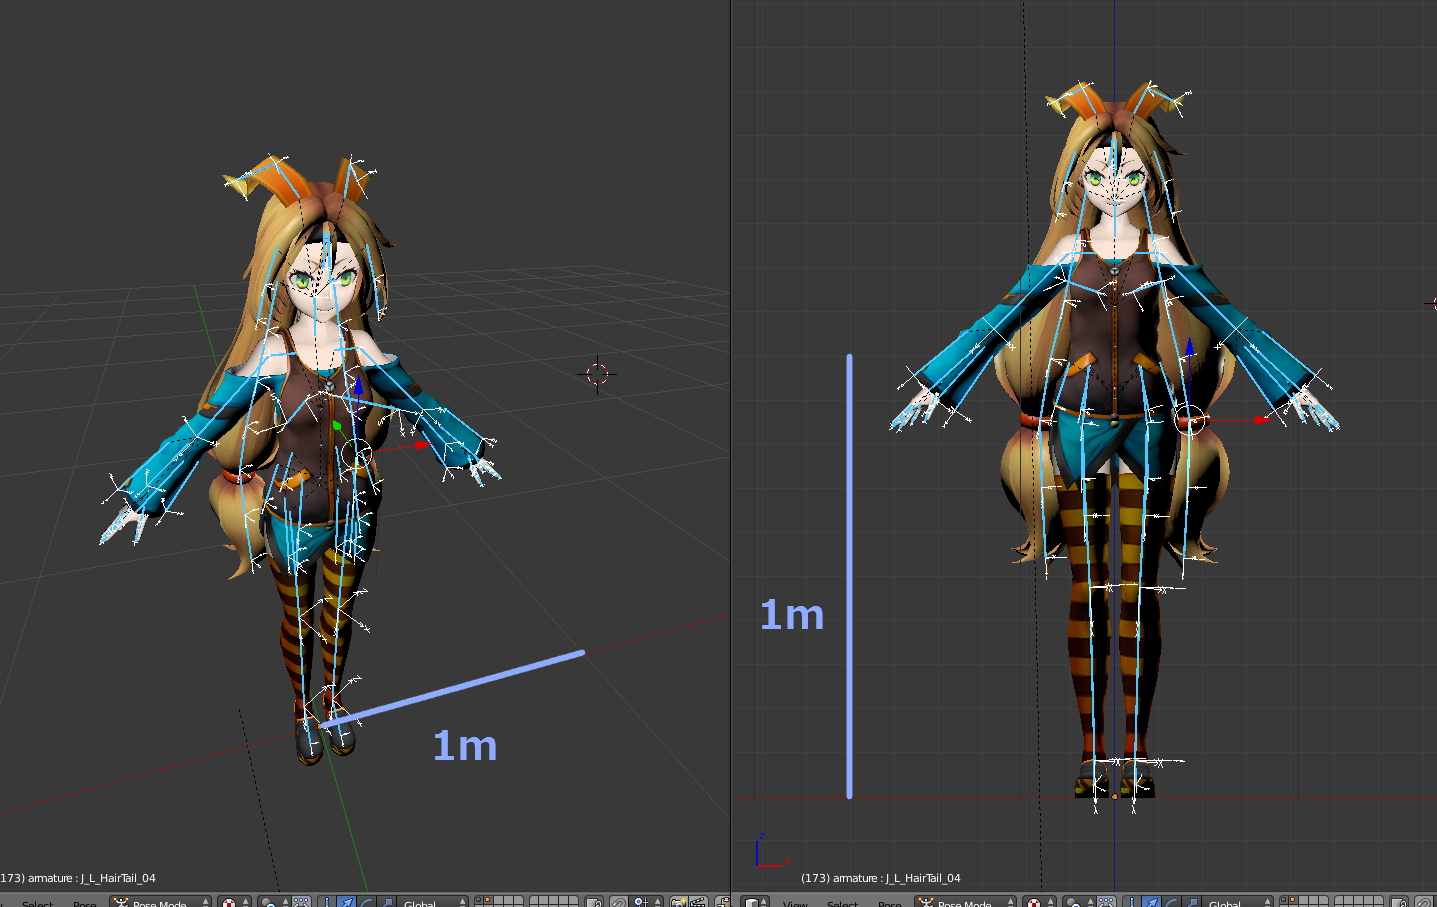 1m
1m
z
x
(173) armature : J_L_HairTail_04
(173) armature : J_L_HairTail_04
Select Pose Pose Mode Global
View Select Pose Pose Mode Global